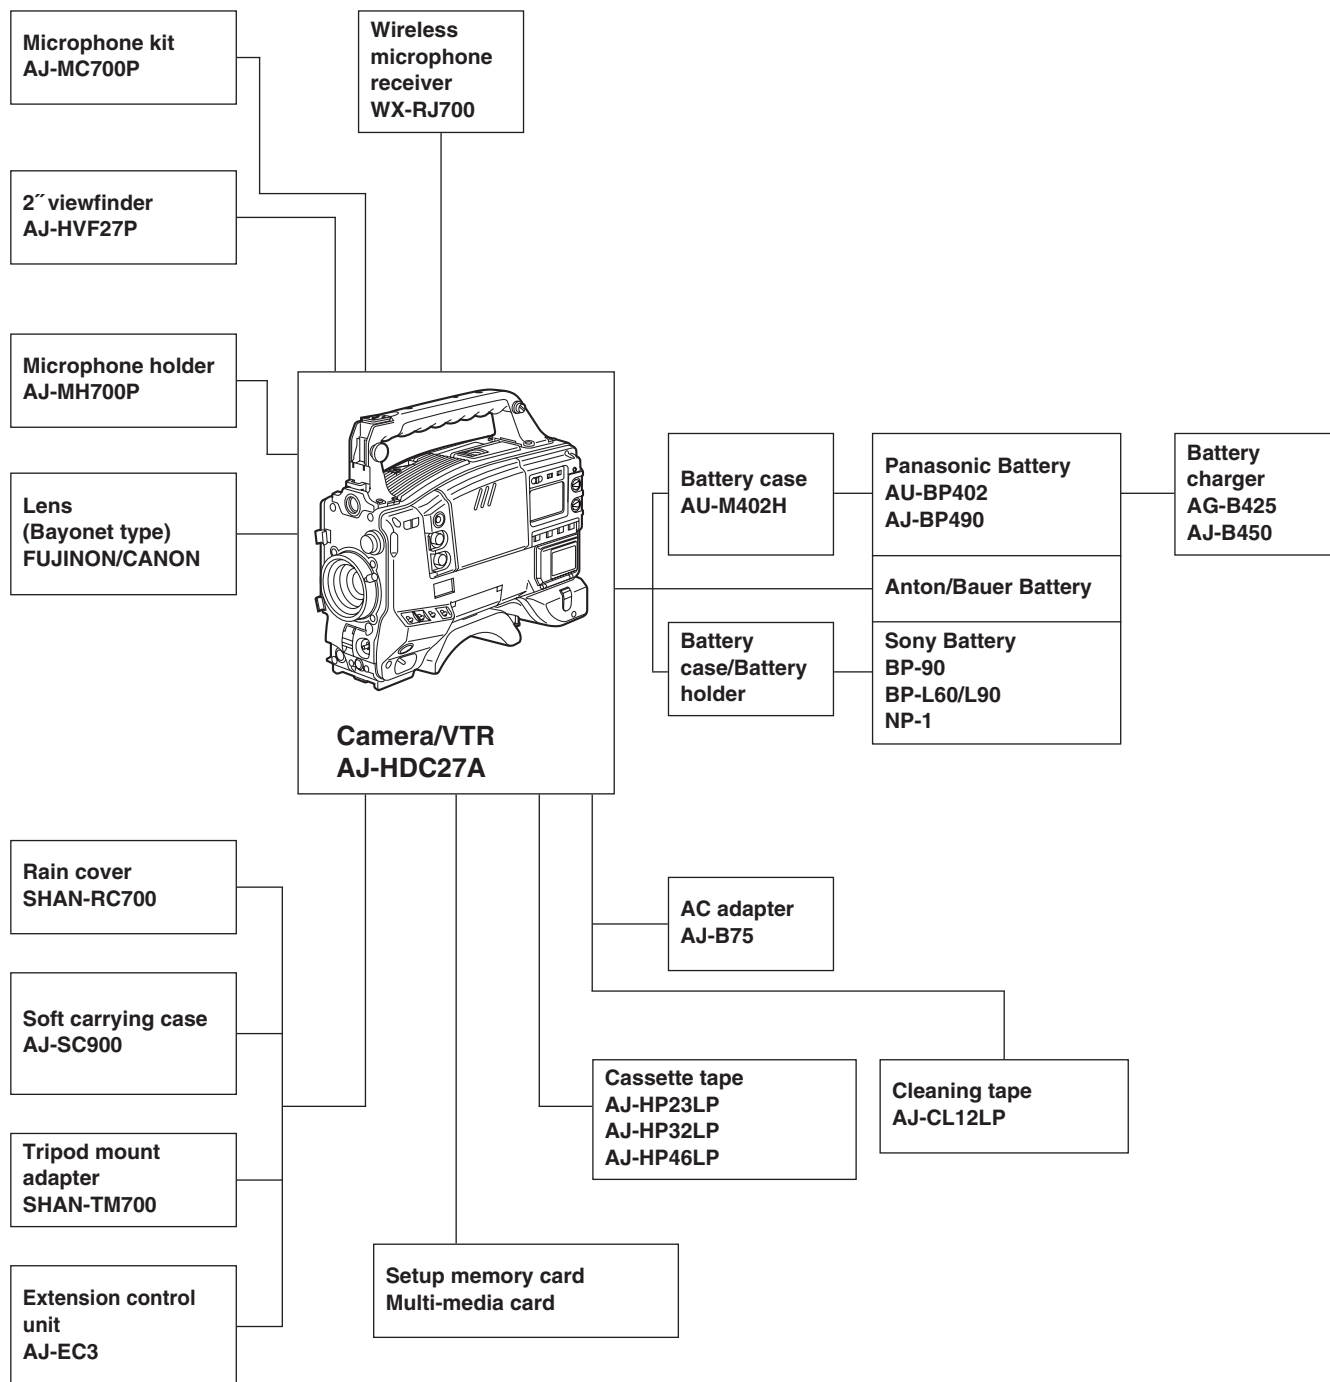 Microphone kit
AJ-MC700P
Wireless
microphone
receiver
WX-RJ700
2˝ viewfinder
AJ-HVF27P
Microphone holder
AJ-MH700P
Lens
(Bayonet type)
FUJINON/CANON
Camera/VTR
AJ-HDC27A
Battery case
AU-M402H
Panasonic Battery
AU-BP402
AJ-BP490
Battery
charger
AG-B425
AJ-B450
Anton/Bauer Battery
Battery
case/Battery
holder
Sony Battery
BP-90
BP-L60/L90
NP-1
Rain cover
SHAN-RC700
Soft carrying case
AJ-SC900
Tripod mount
adapter
SHAN-TM700
Extension control
unit
AJ-EC3
AC adapter
AJ-B75
Cassette tape
AJ-HP23LP
AJ-HP32LP
AJ-HP46LP
Cleaning tape
AJ-CL12LP
Setup memory card
Multi-media card